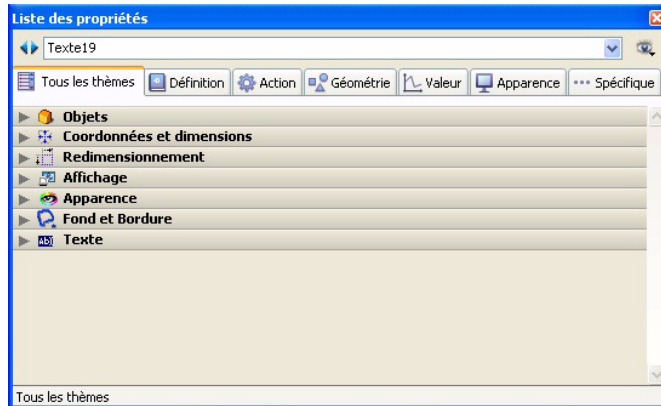 Liste des propriétés
Texte19
Tous les thèmes Définition Action Géométrie Valeur Apparence Spécifique
Objets
Coordonnées et dimensions
Redimensionnement
Affichage
Apparence
Fond et Bordure
Texte
Tous les thèmes